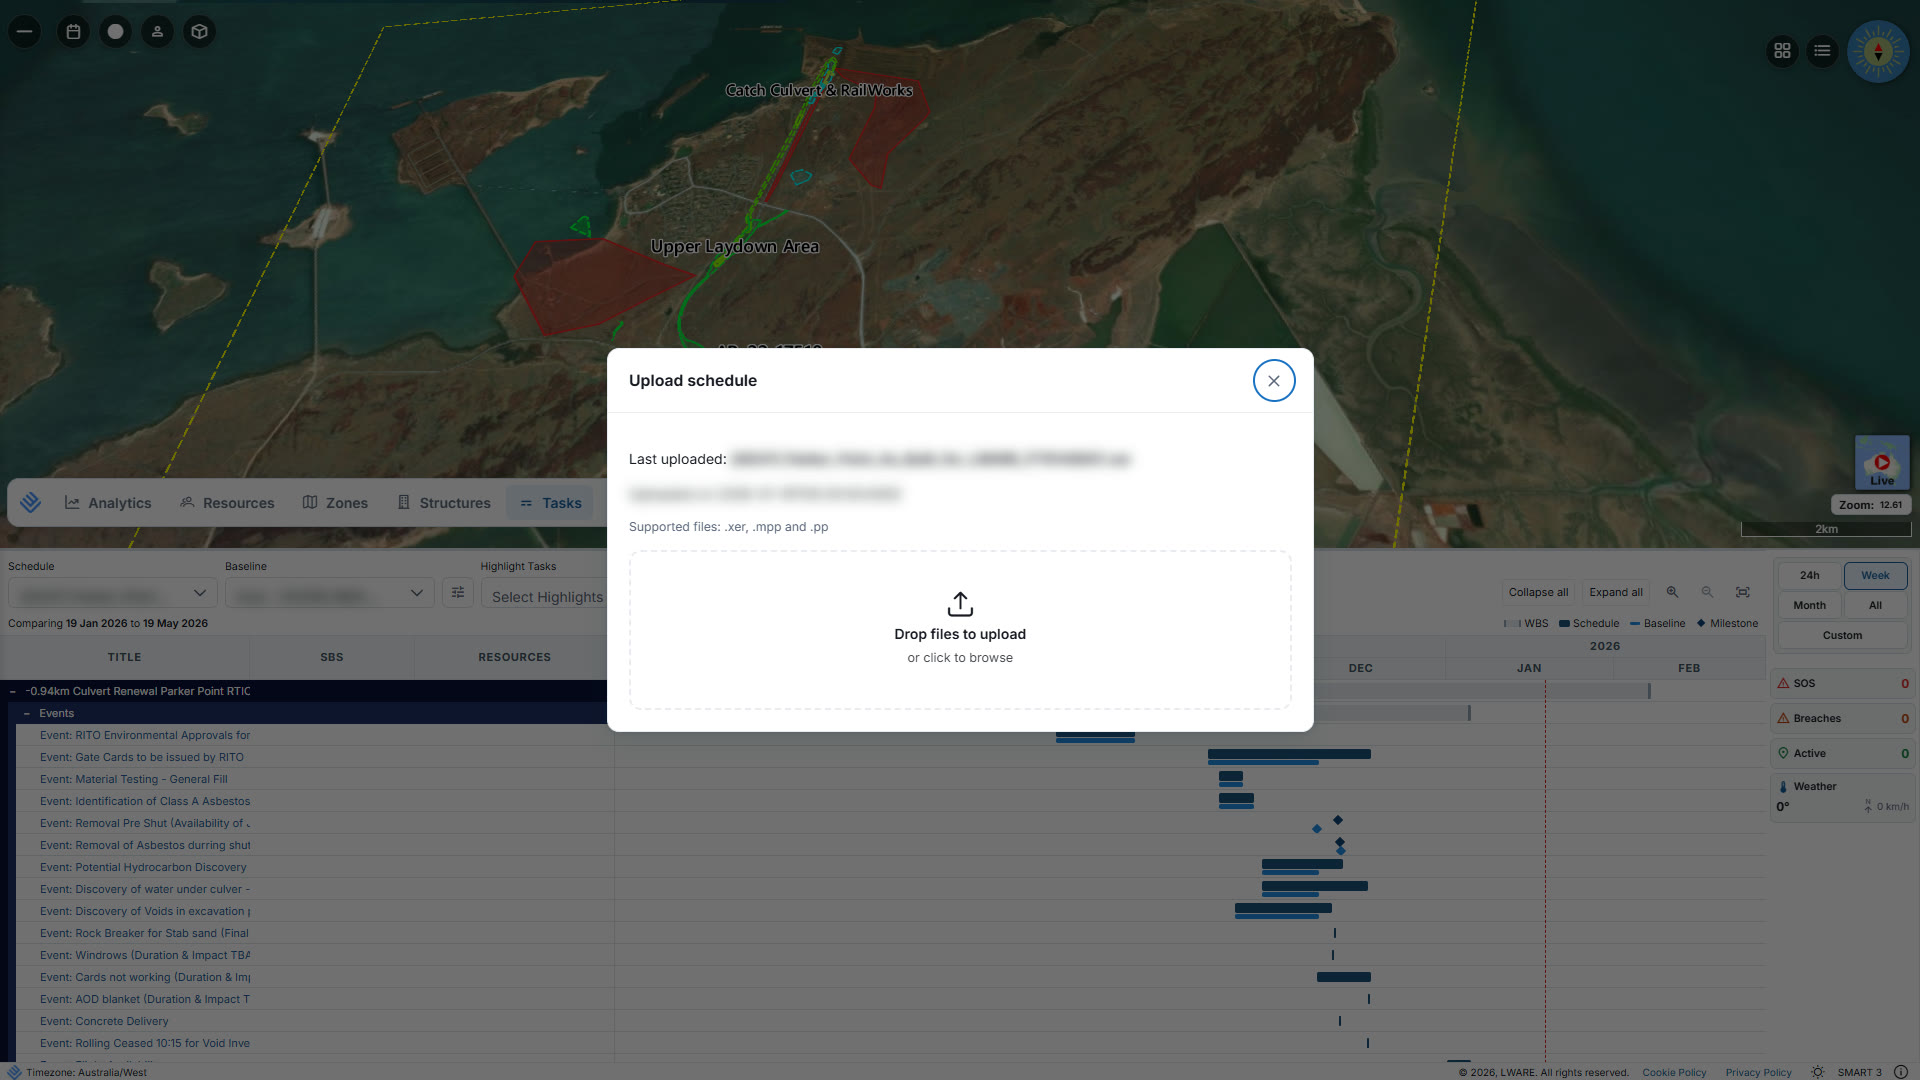 Catch Culvert & RailWorks
Upper Laydown Area
Upload schedule
Last uploaded:
Supported files: .xer, .mpp and .pp
Drop files to upload
or click to browse
Analytics
Resources
Zones
Structures
Tasks
Live
Zoom: 12.61
2km
Schedule
Baseline
Highlight Tasks
Select Highlights
Comparing 19 Jan 2026 to 19 May 2026
Collapse all
Expand all
WBS
Schedule
Baseline
Milestone
24h
Week
Month
All
Custom
TITLE
SBS
RESOURCES
2026
DEC
JAN
FEB
-0.94km Culvert Renewal Parker Point RTIC
Events
Event: RITO Environmental Approvals for
Event: Gate Cards to be issued by RITO
Event: Material Testing - General Fill
Event: Identification of Class A Asbestos
Event: Removal Pre Shut (Availability of
Event: Removal of Asbestos durring shut
Event: Potential Hydrocarbon Discovery
Event: Discovery of water under culver -
Event: Discovery of Voids in excavation
Event: Rock Breaker for Stab sand (Final
Event: Windrows (Duration & Impact TBA
Event: Cards not working (Duration & Imp
Event: AOD blanket (Duration & Impact T
Event: Concrete Delivery
Event: Rolling Ceased 10:15 for Void Inve
SOS 0
Breaches 0
Active 0
Weather
0°
N
0 km/h
Timezone: Australia/West
© 2026, LWARE. All rights reserved.
Cookie Policy
Privacy Policy
SMART 3